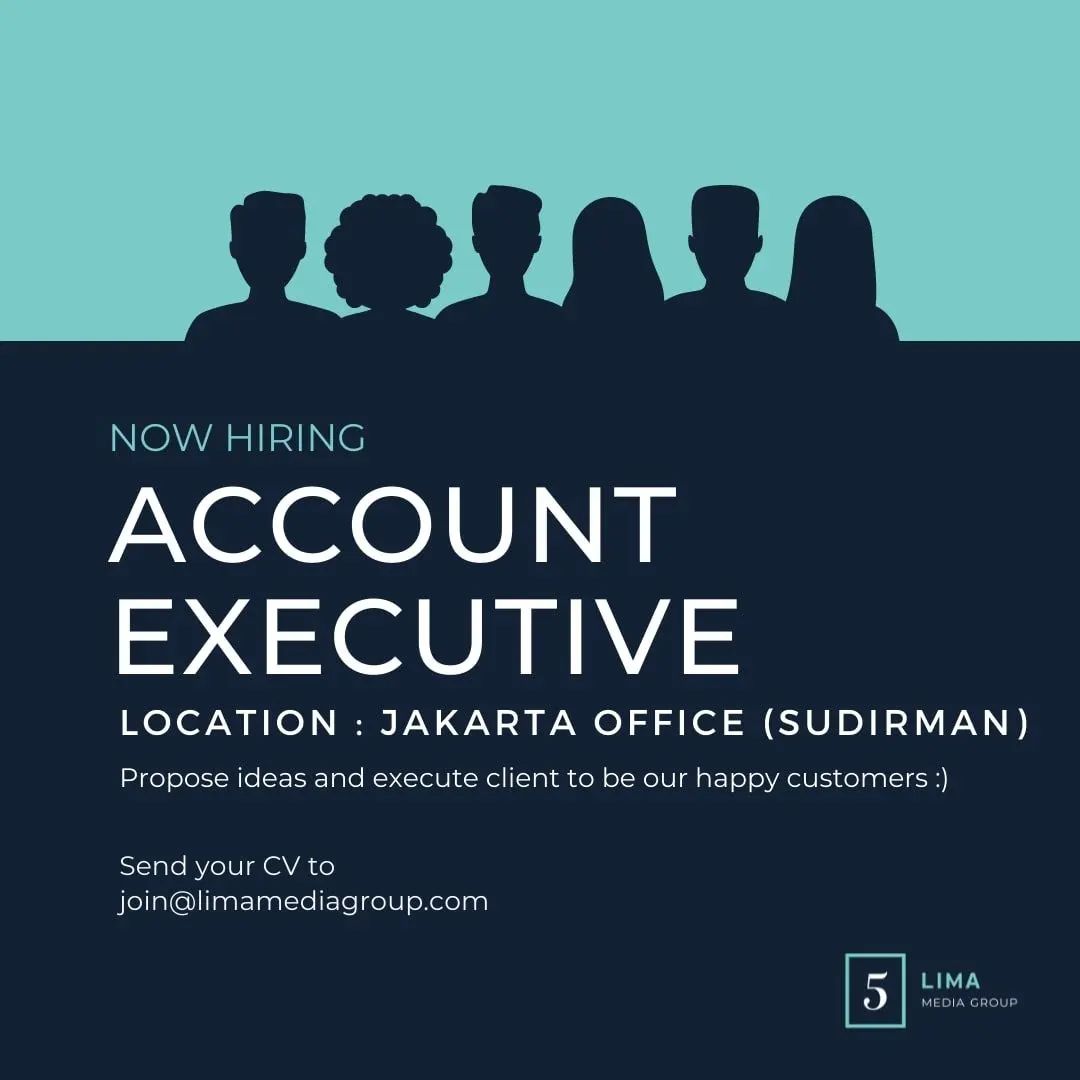 NOW HIRING
ACCOUNT
EXECUTIVE
LOCATION : JAKARTA OFFICE (SUDIRMAN)
Propose ideas and execute client to be our happy customers :)
Send your CV to
join@limamediagroup.com
5
LIMA
MEDIA GROUP